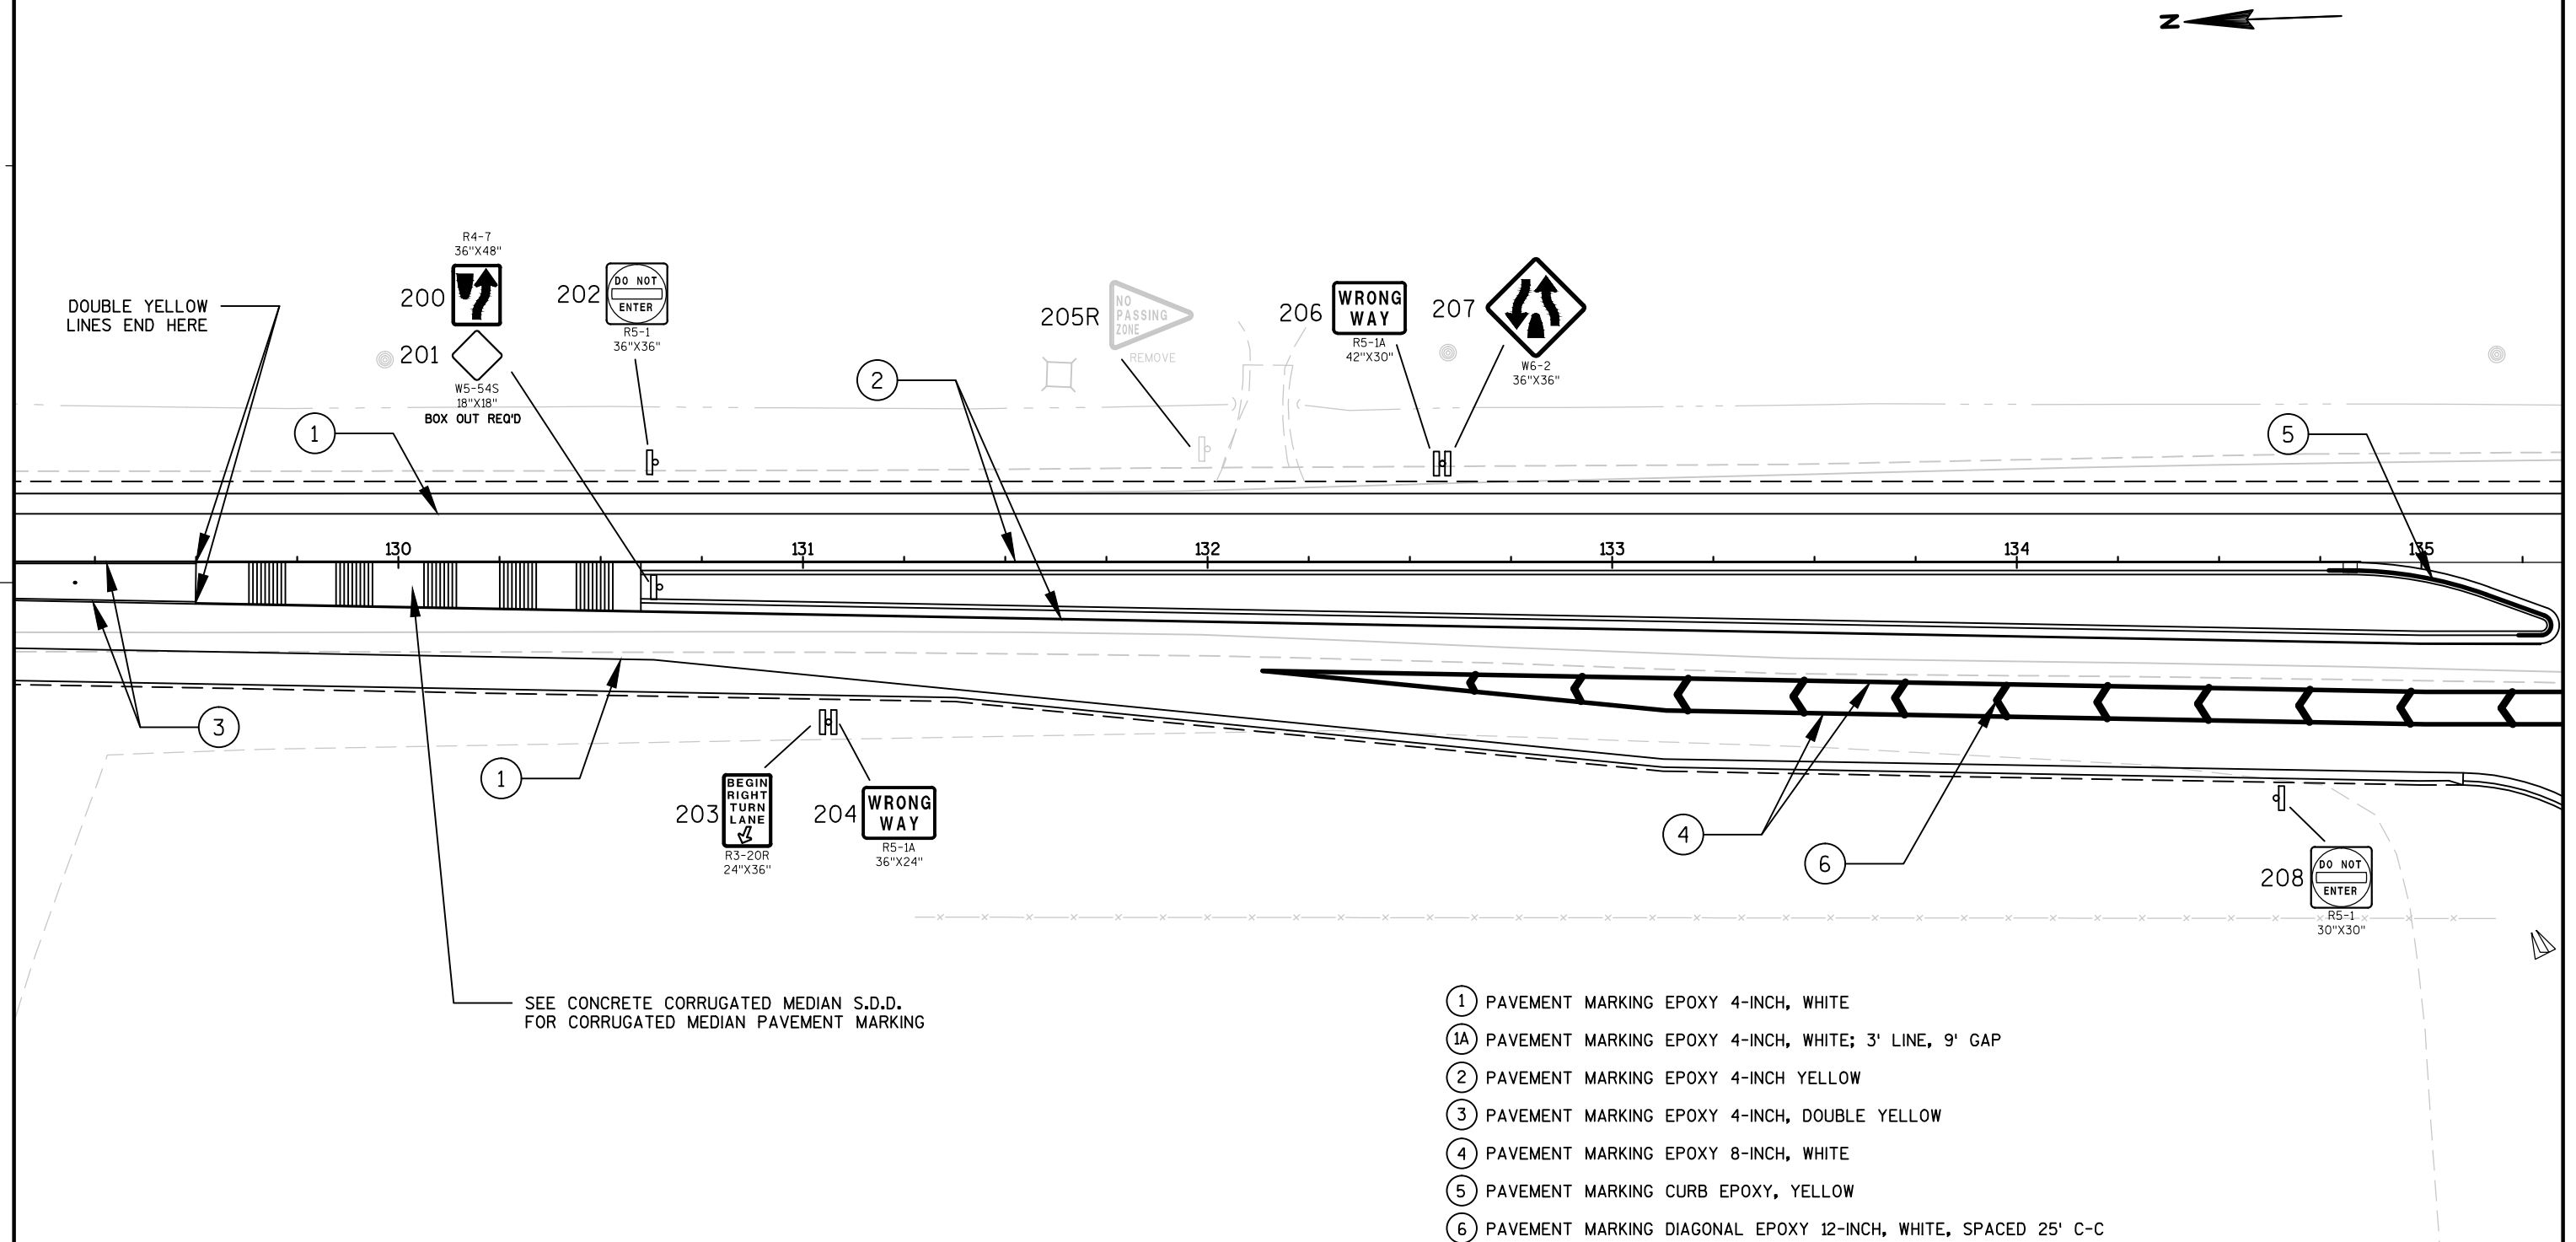 N
R4-7
36"X48"
200
201
W5-54S
18"X18"
BOX OUT REQ'D
202
DO NOT
ENTER
R5-1
36"X36"
DOUBLE YELLOW
LINES END HERE
205R
NO
PASSING
ZONE
REMOVE
206
WRONG
WAY
R5-1A
42"X30"
207
W6-2
36"X36"
2
1
5
130
131
132
133
134
135
3
1
203
BEGIN
RIGHT
TURN
LANE
R3-20R
24"X36"
204
WRONG
WAY
R5-1A
36"X24"
4
6
208
DO NOT
ENTER
R5-1
30"X30"
SEE CONCRETE CORRUGATED MEDIAN S.D.D.
FOR CORRUGATED MEDIAN PAVEMENT MARKING
1 PAVEMENT MARKING EPOXY 4-INCH, WHITE
1A PAVEMENT MARKING EPOXY 4-INCH, WHITE; 3' LINE, 9' GAP
2 PAVEMENT MARKING EPOXY 4-INCH YELLOW
3 PAVEMENT MARKING EPOXY 4-INCH, DOUBLE YELLOW
4 PAVEMENT MARKING EPOXY 8-INCH, WHITE
5 PAVEMENT MARKING CURB EPOXY, YELLOW
6 PAVEMENT MARKING DIAGONAL EPOXY 12-INCH, WHITE, SPACED 25' C-C